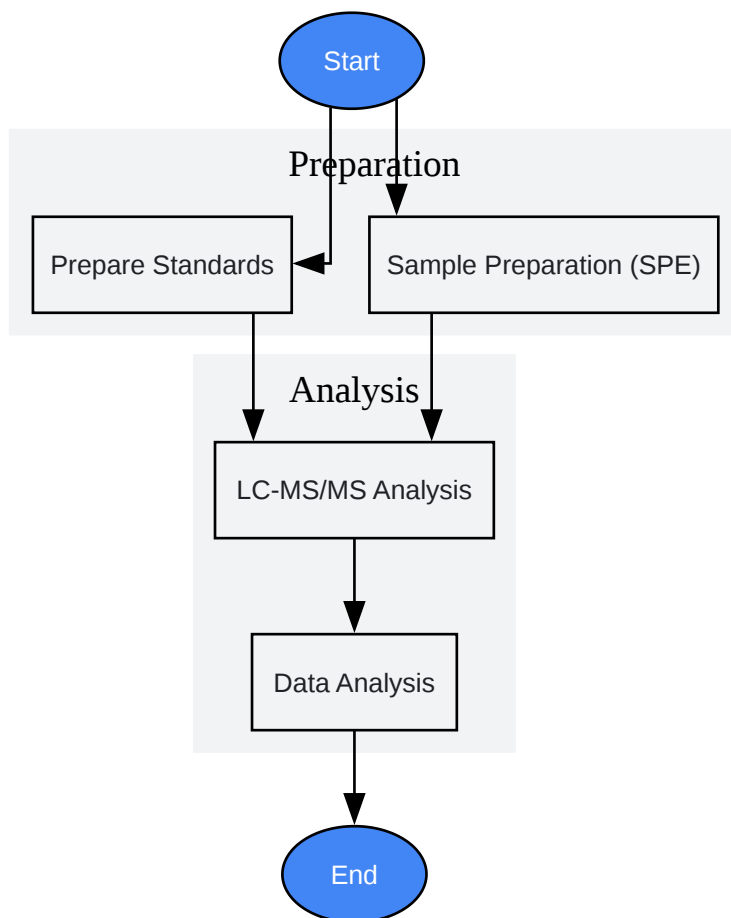 Start
Preparation
Prepare Standards
Sample Preparation (SPE)
Analysis
LC-MS/MS Analysis
Data Analysis
End